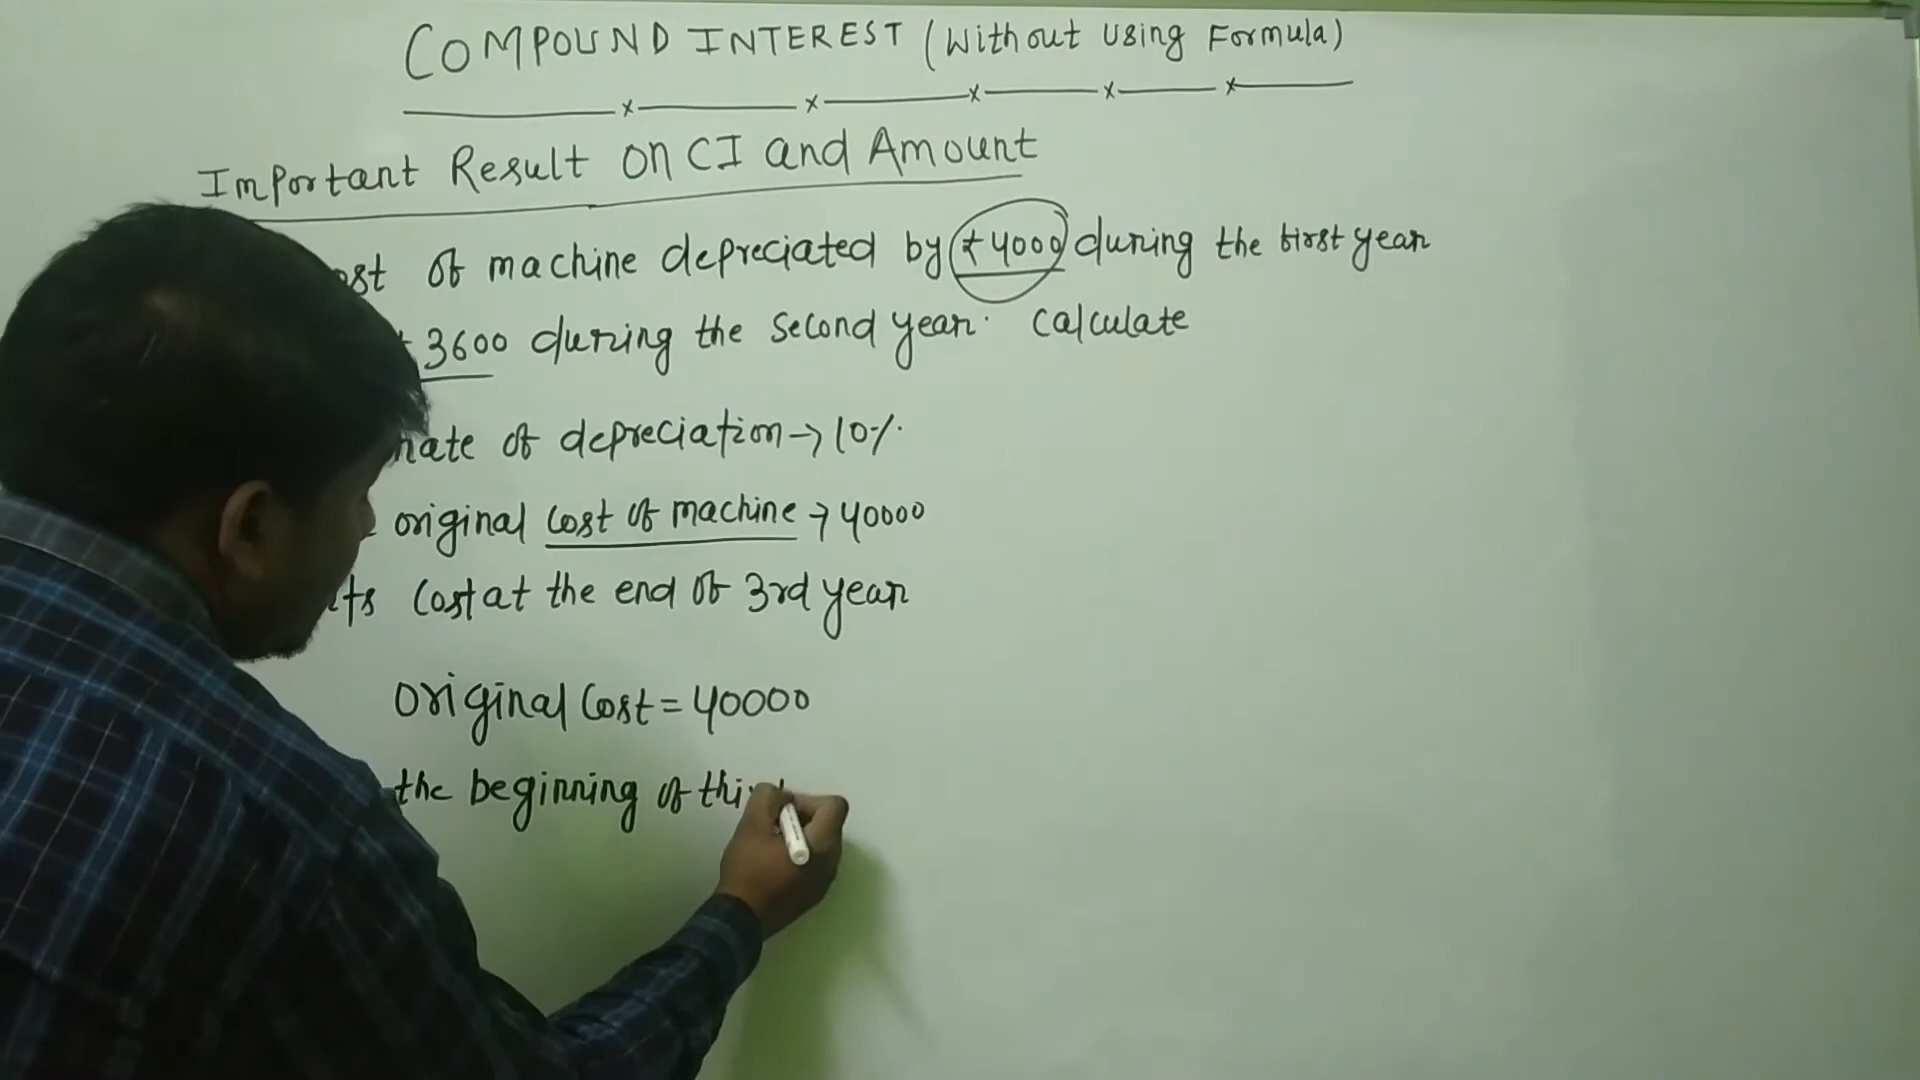 COMPOUND INTEREST (Without Using Formula)
Important Result on CI and Amount
of machine depreciated by ₹4000 during the first year
3600 during the second year. Calculate
rate of depreciation → 10%
original cost of machine → 40000
its cost at the end of 3rd year
original cost = 40000
the beginning of